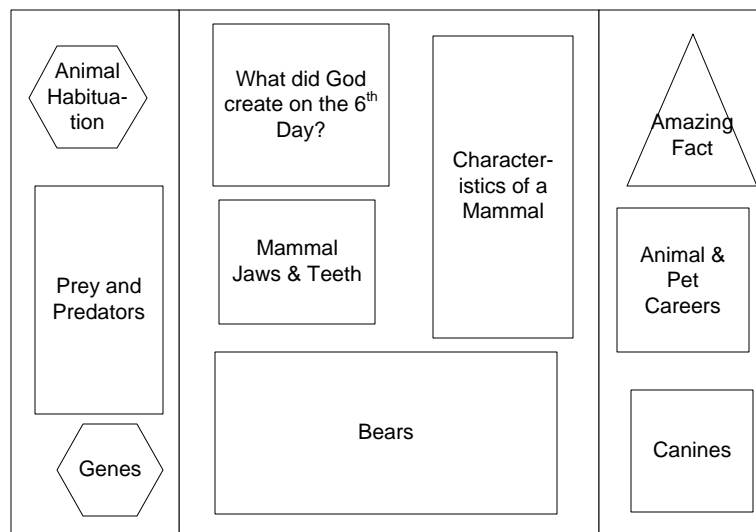 Animal
Habitua-
tion
Prey and
Predators
Genes
What did God
create on the 6th
Day?
Mammal
Jaws & Teeth
Character-
istics of a
Mammal
Bears
Amazing
Fact
Animal &
Pet
Careers
Canines